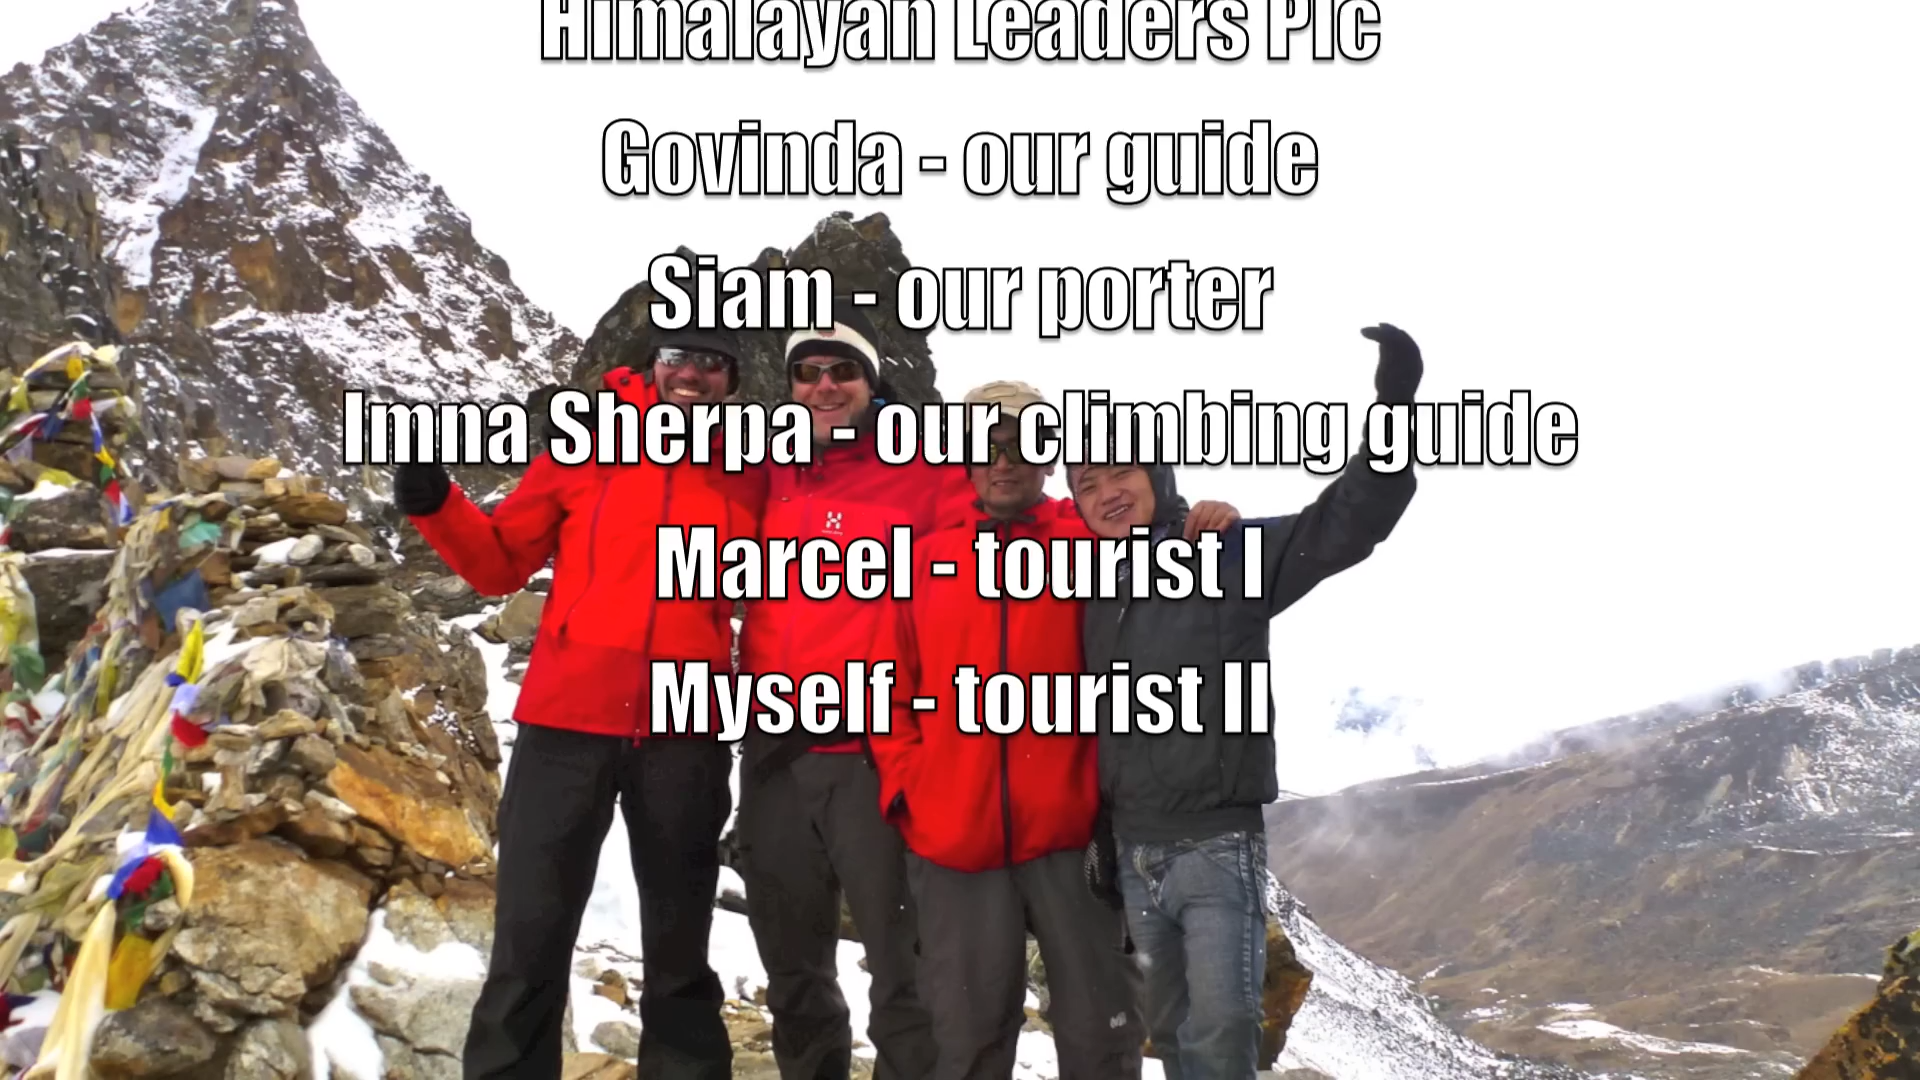 Himalayan Leaders Plc
Govinda - our guide
Siam - our porter
Imna Sherpa - our climbing guide
Marcel - tourist I
Myself - tourist II